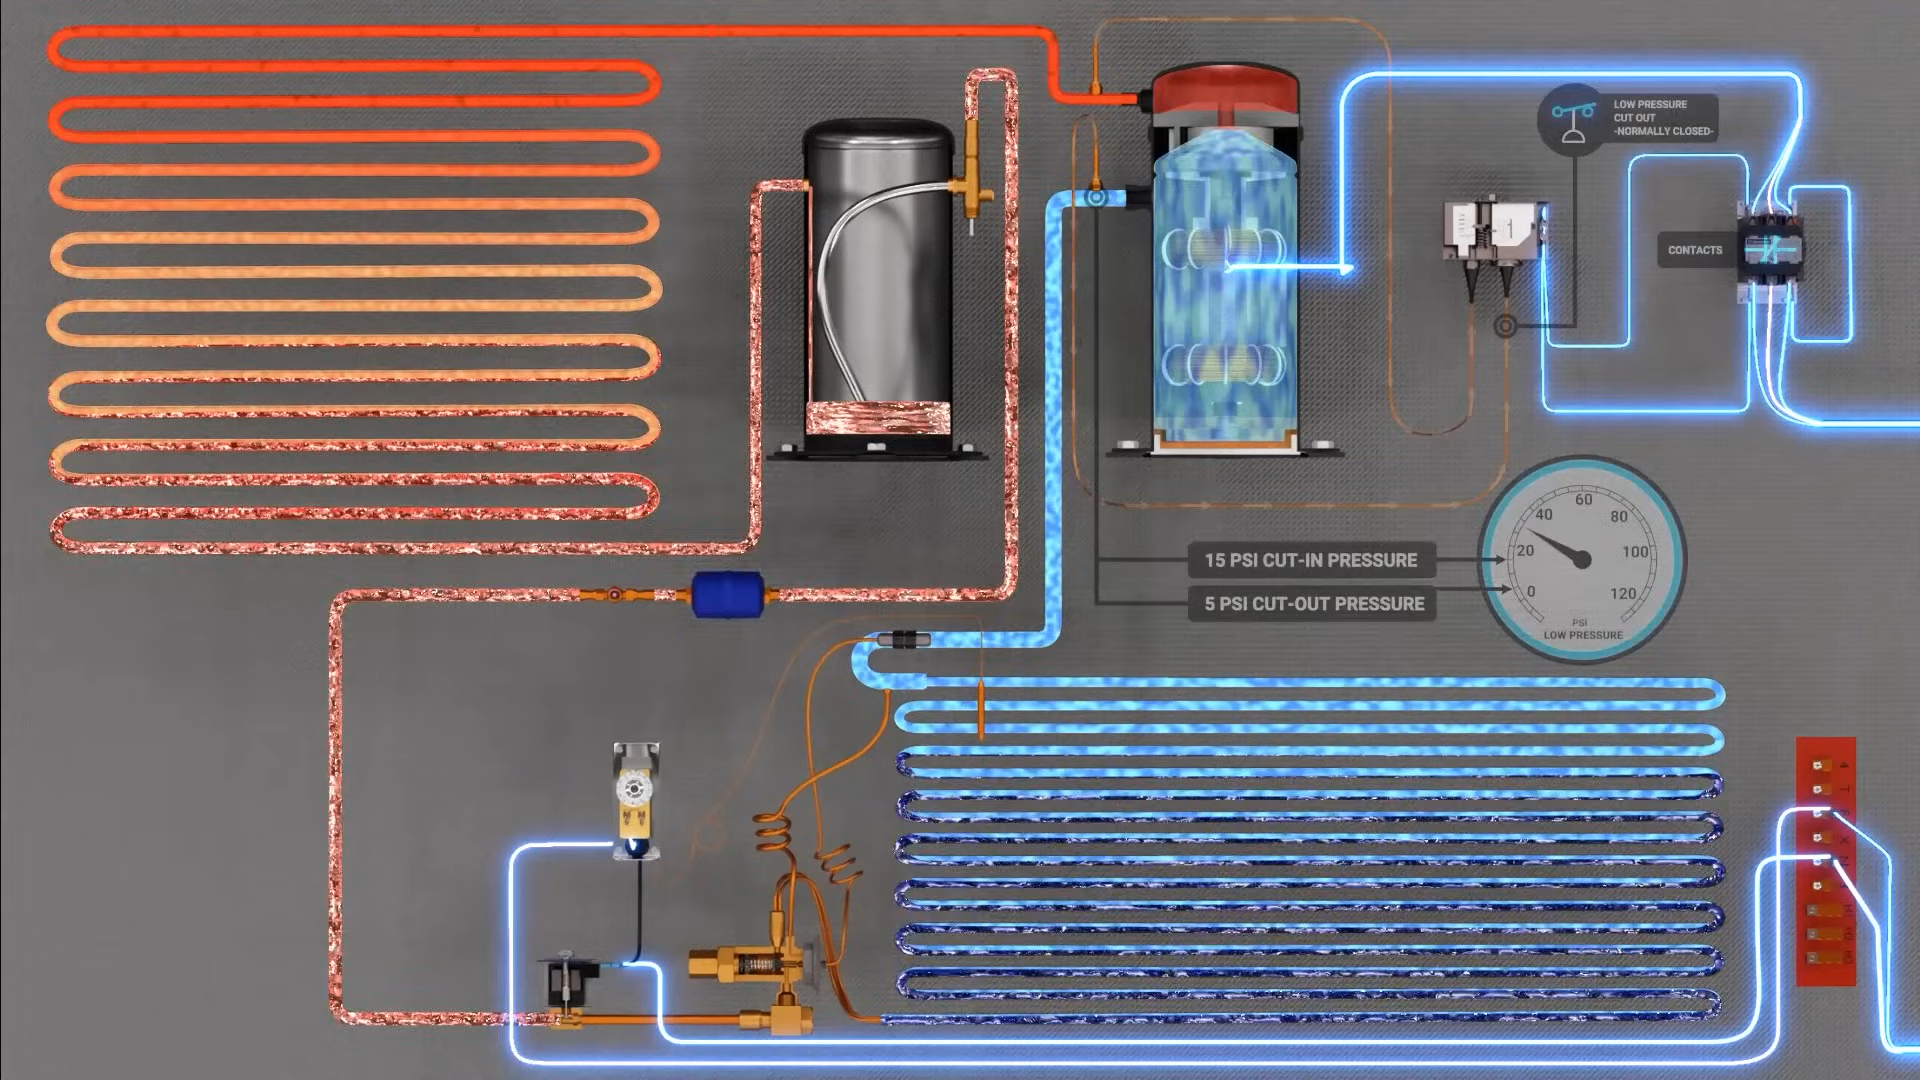 LOW PRESSURE
CUT OUT
-NORMALLY CLOSED-
CONTACTS
60
40
80
20
100
0
120
PSI
LOW PRESSURE
15 PSI CUT-IN PRESSURE
5 PSI CUT-OUT PRESSURE